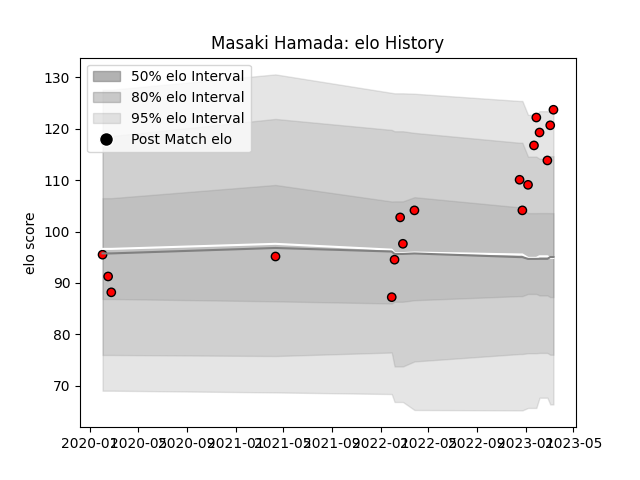 Masaki Hamada: elo History
50% elo Interval
80% elo Interval
95% elo Interval
Post Match elo
elo score
130
120
110
100
90
80
70
2020-01 2020-05 2020-09 2021-01 2021-05 2021-09 2022-01 2022-05 2022-09 2023-01 2023-05